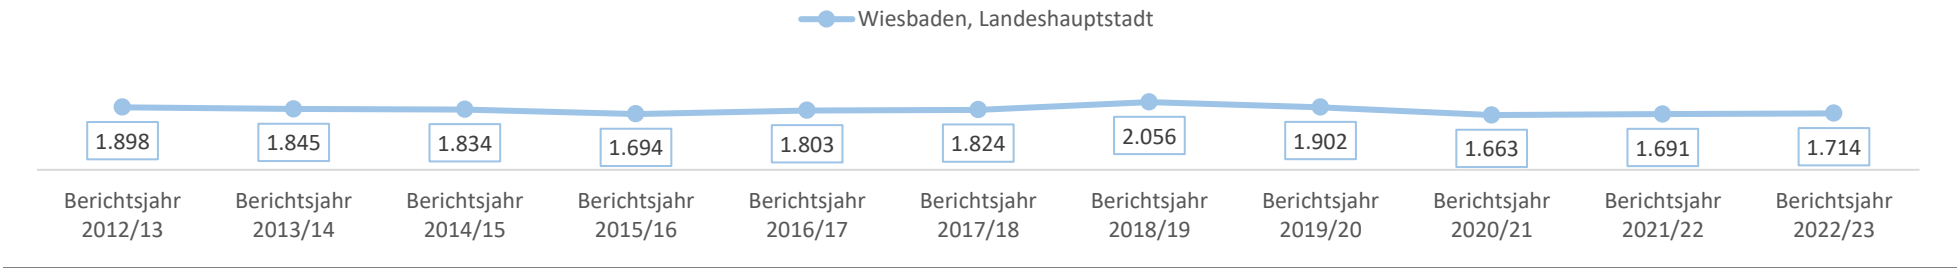 Wiesbaden, Landeshauptstadt
1.898 1.845 1.834 1.694 1.803 1.824 2.056 1.902 1.663 1.691 1.714
Berichtsjahr Berichtsjahr Berichtsjahr Berichtsjahr Berichtsjahr Berichtsjahr Berichtsjahr Berichtsjahr Berichtsjahr Berichtsjahr Berichtsjahr
2012/13 2013/14 2014/15 2015/16 2016/17 2017/18 2018/19 2019/20 2020/21 2021/22 2022/23